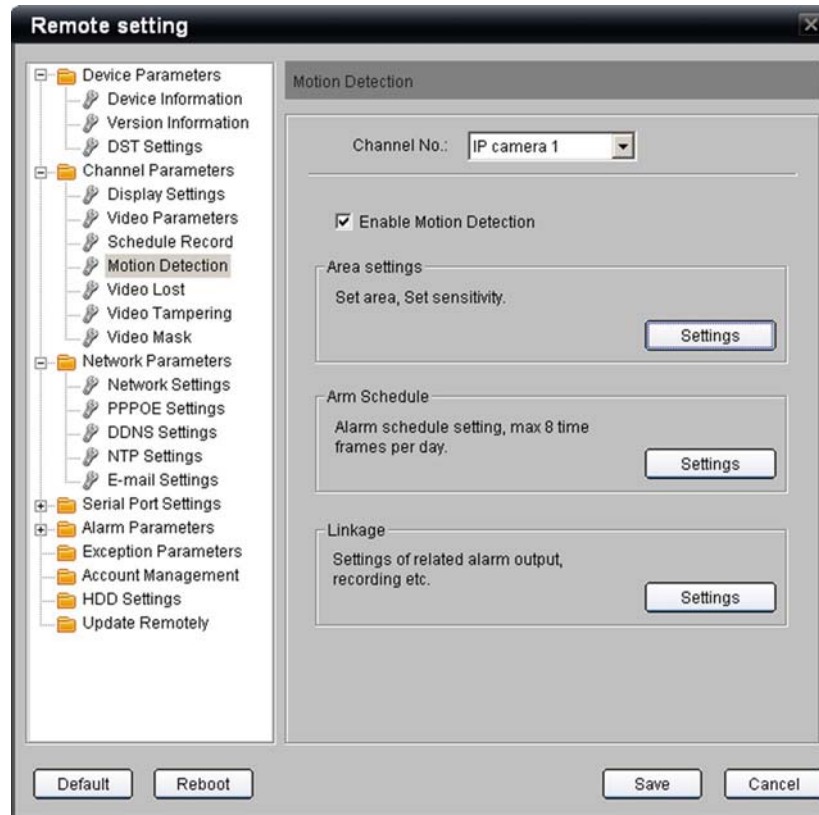 Remote setting
Device Parameters
Device Information
Version Information
DST Settings
Channel Parameters
Display Settings
Video Parameters
Schedule Record
Motion Detection
Video Lost
Video Tampering
Video Mask
Network Parameters
Network Settings
PPPOE Settings
DDNS Settings
NTP Settings
E-mail Settings
Serial Port Settings
Alarm Parameters
Exception Parameters
Account Management
HDD Settings
Update Remotely
Motion Detection
Channel No.: IP camera 1
Enable Motion Detection
Area settings
Set area, Set sensitivity.
Settings
Arm Schedule
Alarm schedule setting, max 8 time
frames per day.
Settings
Linkage
Settings of related alarm output,
recording etc.
Settings
Default Reboot Save Cancel